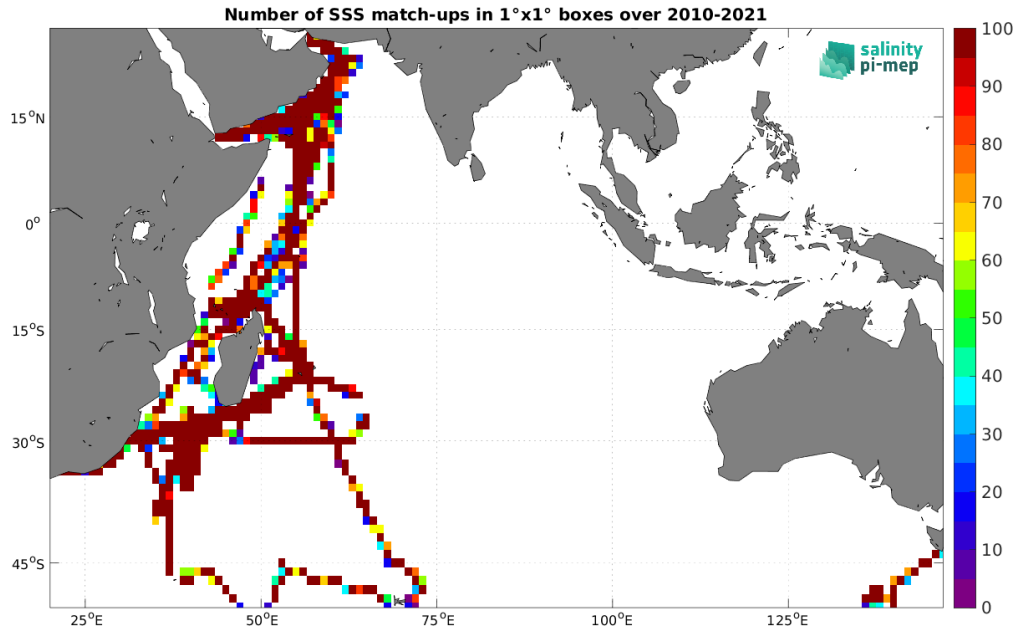 Number of SSS match-ups in 1°x1° boxes over 2010-2021
salinity
pi-mep
100
90
80
70
60
50
40
30
20
10
0
15°N
0°
15°S
30°S
45°S
25°E
50°E
75°E
100°E
125°E